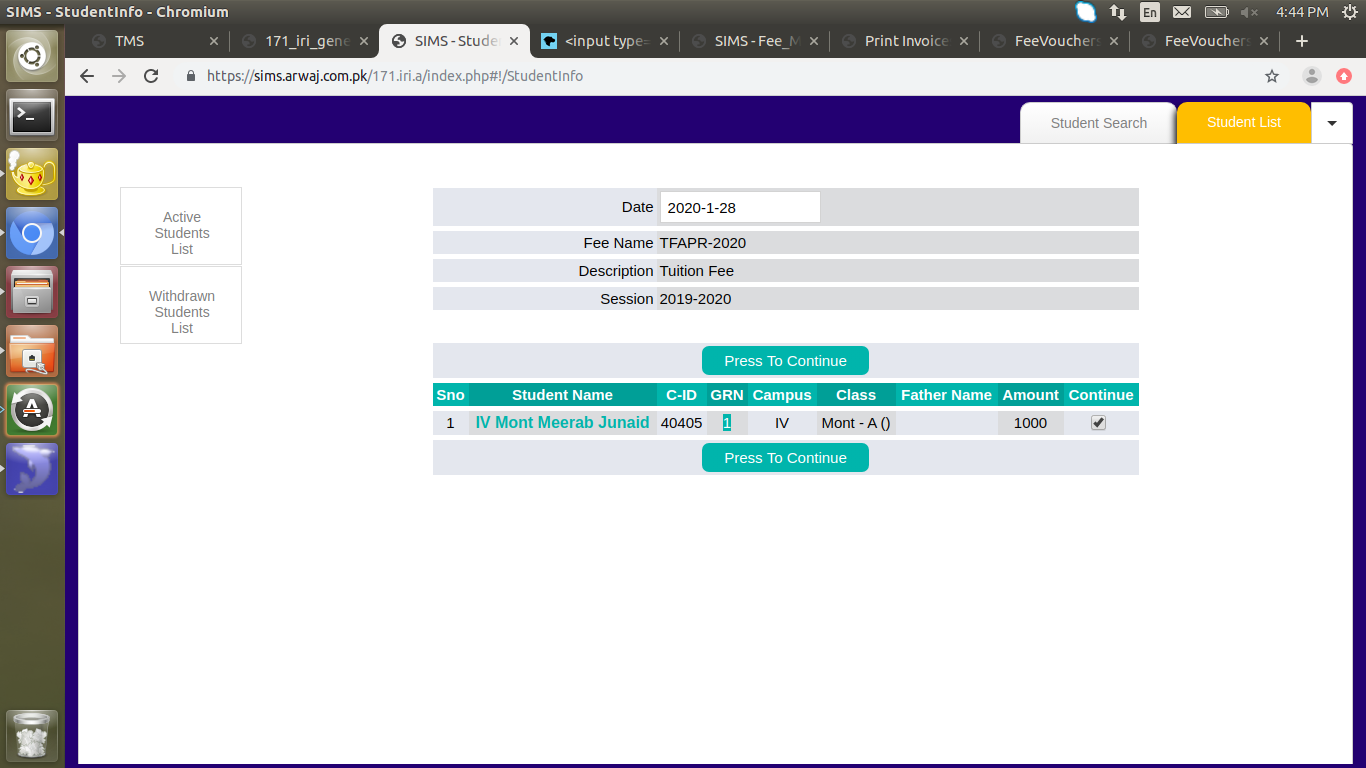 SIMS - StudentInfo - Chromium
En
4:44 PM
TMS
171_iri_gene
SIMS - Stude
<input type=
SIMS - Fee_M
Print Invoice
FeeVouchers
FeeVouchers
https://sims.arwaj.com.pk/171.iri.a/index.php#!/StudentInfo
Student Search
Student List
Active
Students
List
Withdrawn
Students
List
Date 2020-1-28
Fee Name TFAPR-2020
Description Tuition Fee
Session 2019-2020
Press To Continue
Sno Student Name C-ID GRN Campus Class Father Name Amount Continue
1 IV Mont Meerab Junaid 40405 1 IV Mont - A () 1000
Press To Continue